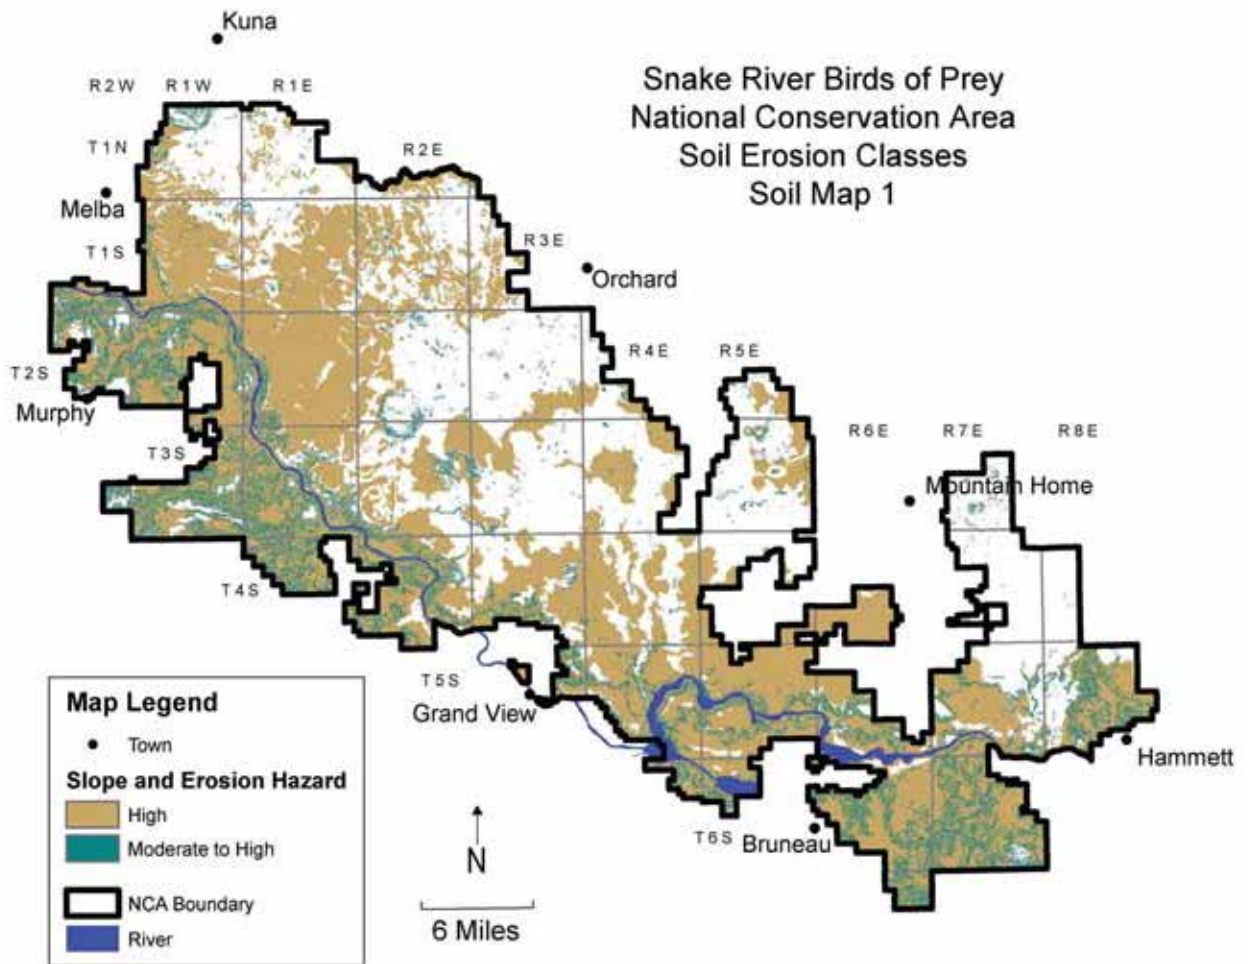 Kuna
Snake River Birds of Prey
National Conservation Area
Soil Erosion Classes
Soil Map 1
R2W R1W R1E
T1N
R2E
Melba
T1S
R3E
Orchard
R4E
R5E
T2S
Murphy
R6E
R7E
R8E
T3S
Mountain Home
T4S
T5S
Grand View
Hammett
T6S
Bruneau
Map Legend
Town
Slope and Erosion Hazard
High
Moderate to High
NCA Boundary
River
N
6 Miles